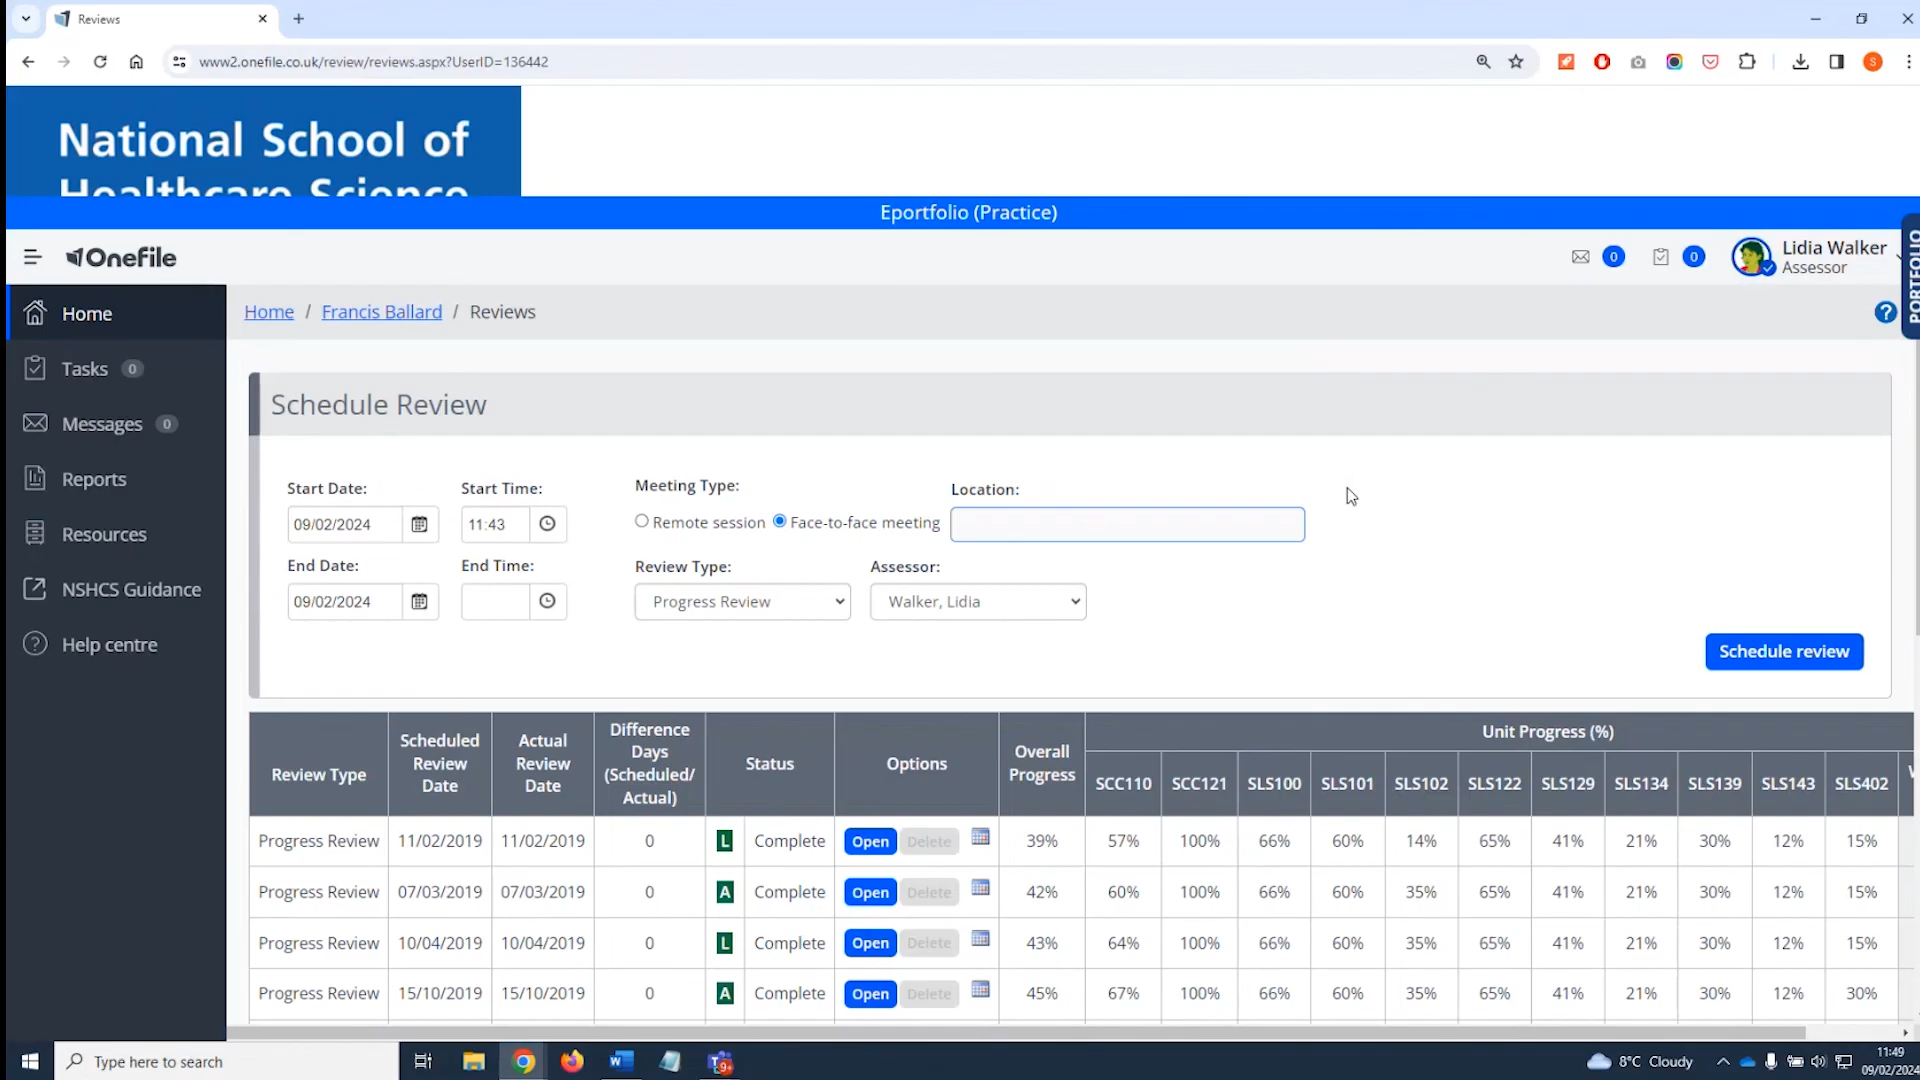 Reviews
www2.onefile.co.uk/review/reviews.aspx?UserID=136442
S
National School of
Healthcare Science
Eportfolio (Practice)
Onefile
0
0
Lidia Walker
Assessor
PORTFOLIO
Home
Tasks 0
Messages 0
Reports
Resources
NSHCS Guidance
Help centre
Home / Francis Ballard / Reviews
?
Schedule Review
Start Date: Start Time: Meeting Type: Location:
09/02/2024 11:43 Remote session Face-to-face meeting
End Date: End Time: Review Type: Assessor:
09/02/2024 Progress Review Walker, Lidia
Schedule review
Review Type Scheduled Review Date Actual Review Date Difference Days (Scheduled/ Actual) Status Options Overall Progress Unit Progress (%)
SCC110 SCC121 SLS100 SLS101 SLS102 SLS122 SLS129 SLS134 SLS139 SLS143 SLS402
Progress Review 11/02/2019 11/02/2019 0 L Complete Open Delete 39% 57% 100% 66% 60% 14% 65% 41% 21% 30% 12% 15%
Progress Review 07/03/2019 07/03/2019 0 A Complete Open Delete 42% 60% 100% 66% 60% 35% 65% 41% 21% 30% 12% 15%
Progress Review 10/04/2019 10/04/2019 0 L Complete Open Delete 43% 64% 100% 66% 60% 35% 65% 41% 21% 30% 12% 15%
Progress Review 15/10/2019 15/10/2019 0 A Complete Open Delete 45% 67% 100% 66% 60% 35% 65% 41% 21% 30% 12% 30%
Type here to search
9+
8°C Cloudy
11:49
09/02/2024